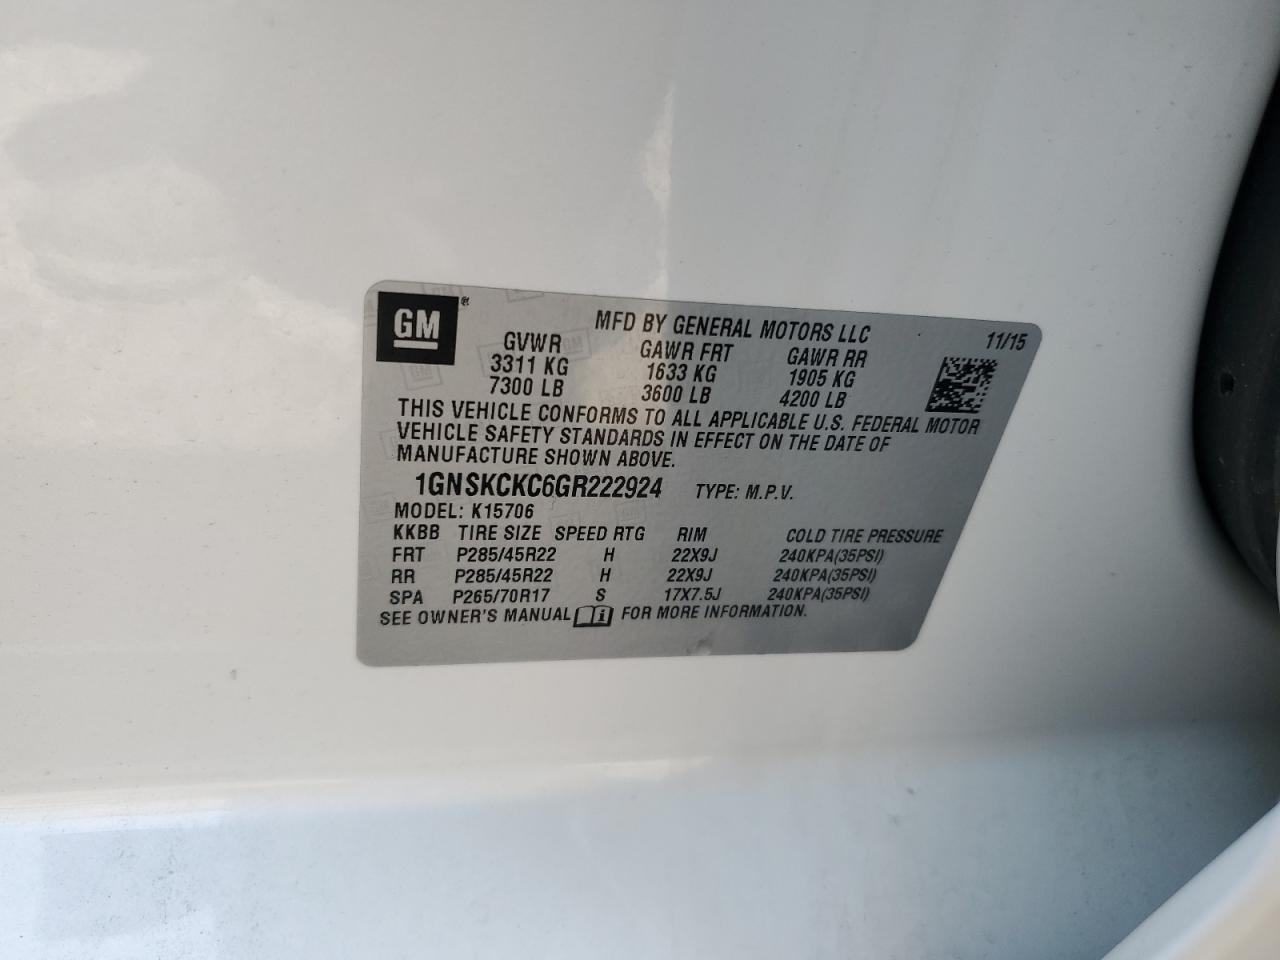 GM ®
MFD BY GENERAL MOTORS LLC 11/15
GVWR GAWR FRT GAWR RR
3311 KG 1633 KG 1905 KG
7300 LB 3600 LB 4200 LB
THIS VEHICLE CONFORMS TO ALL APPLICABLE U.S. FEDERAL MOTOR
VEHICLE SAFETY STANDARDS IN EFFECT ON THE DATE OF
MANUFACTURE SHOWN ABOVE.
1GNSKCKC6GR222924 TYPE: M.P.V.
MODEL: K15706
KKBB TIRE SIZE SPEED RTG RIM COLD TIRE PRESSURE
FRT P285/45R22 H 22X9J 240KPA(35PSI)
RR P285/45R22 H 22X9J 240KPA(35PSI)
SPA P265/70R17 S 17X7.5J 240KPA(35PSI)
SEE OWNER'S MANUAL i FOR MORE INFORMATION.